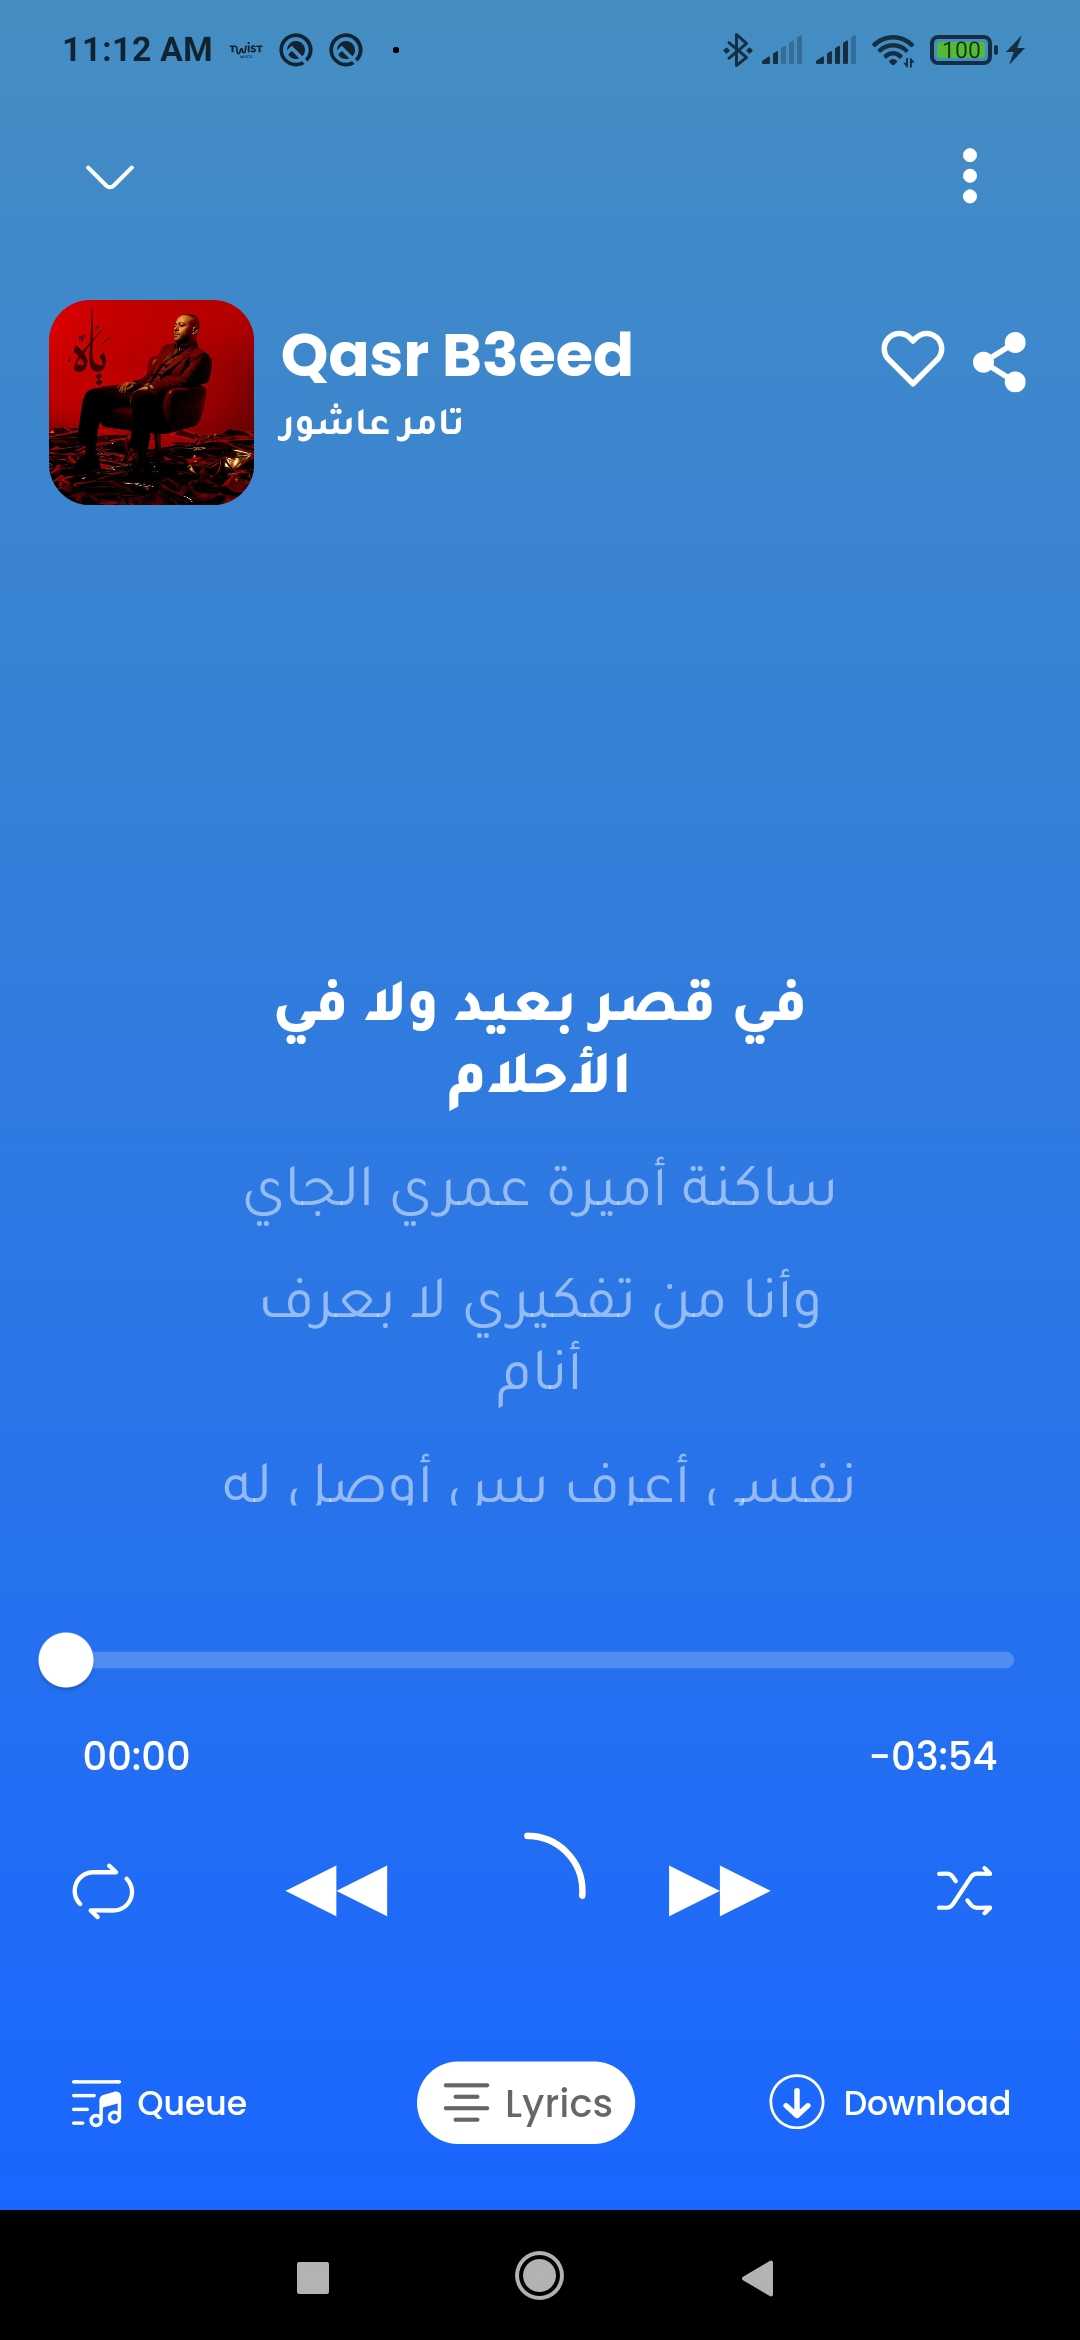 11:12 AM TWIST 100
ياه
Qasr B3eed
تامر عاشور
في قصر بعيد ولا في
الأحلام
ساكنة أميرة عمري الجاي
وأنا من تفكيري لا بعرف
أنام
نفسي أعرف بس أوصل له
00:00 -03:54
Queue Lyrics Download